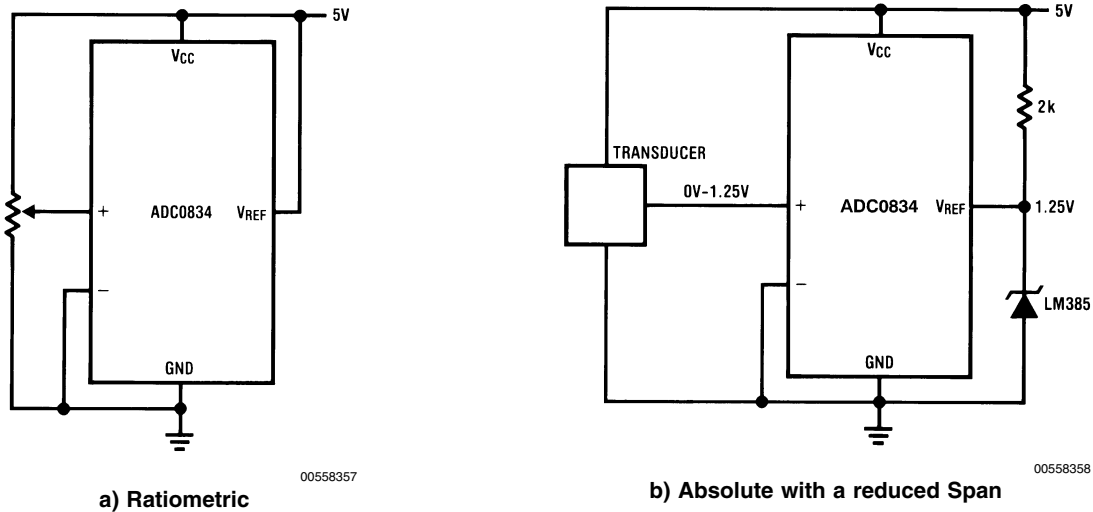 5V
VCC
+
ADC0834
VREF
−
GND
00558357
a) Ratiometric
5V
VCC
2k
TRANSDUCER
0V–1.25V
+
ADC0834
VREF
1.25V
−
LM385
GND
00558358
b) Absolute with a reduced Span